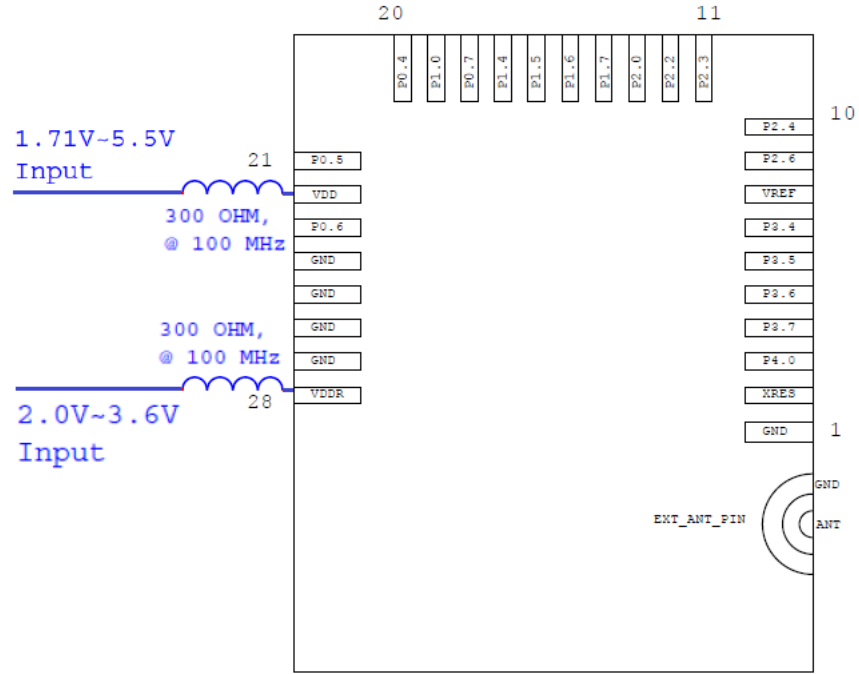 20
11
P0.4
P1.0
P0.7
P1.4
P1.5
P1.6
P1.7
P2.0
P2.2
P2.3
10
1.71V~5.5V
Input
21
300 OHM,
@ 100 MHz
P0.5
VDD
P0.6
GND
GND
GND
GND
VDDR
300 OHM,
@ 100 MHz
28
2.0V~3.6V
Input
P2.4
P2.6
VREF
P3.4
P3.5
P3.6
P3.7
P4.0
XRES
GND
1
GND
EXT_ANT_PIN
ANT